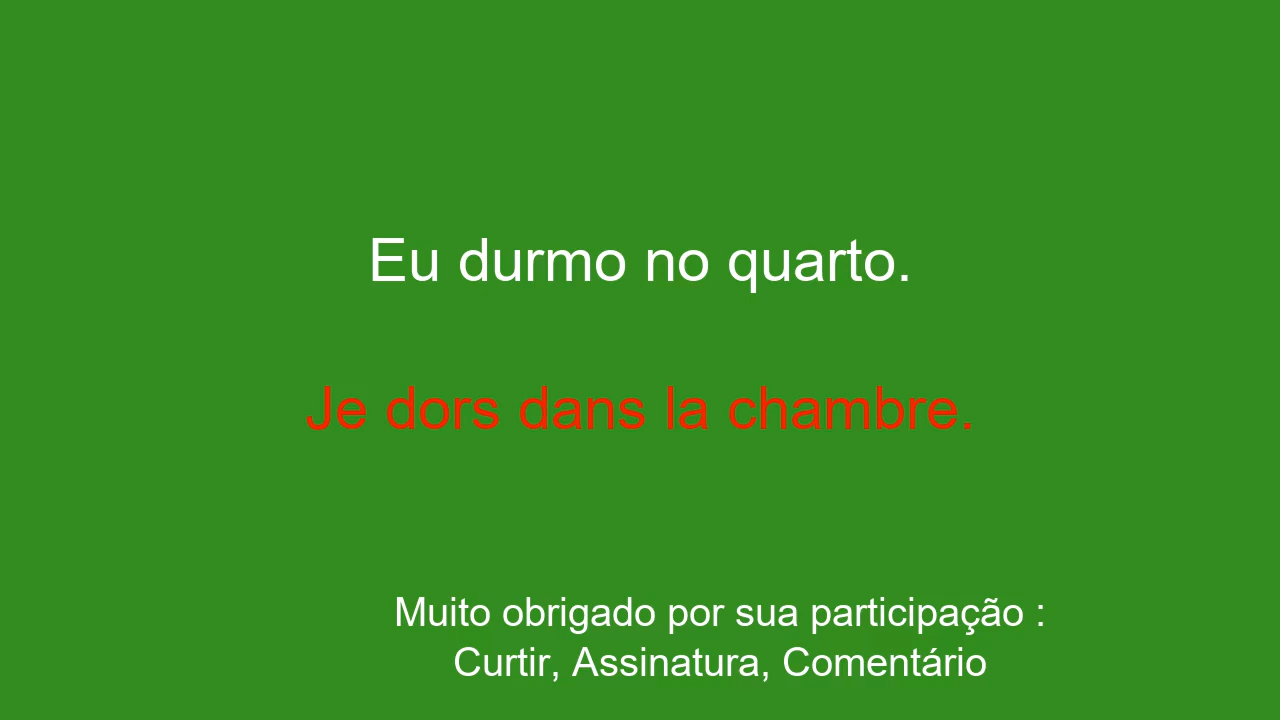 Eu durmo no quarto.
Je dors dans la chambre.
Muito obrigado por sua participação :
Curtir, Assinatura, Comentário